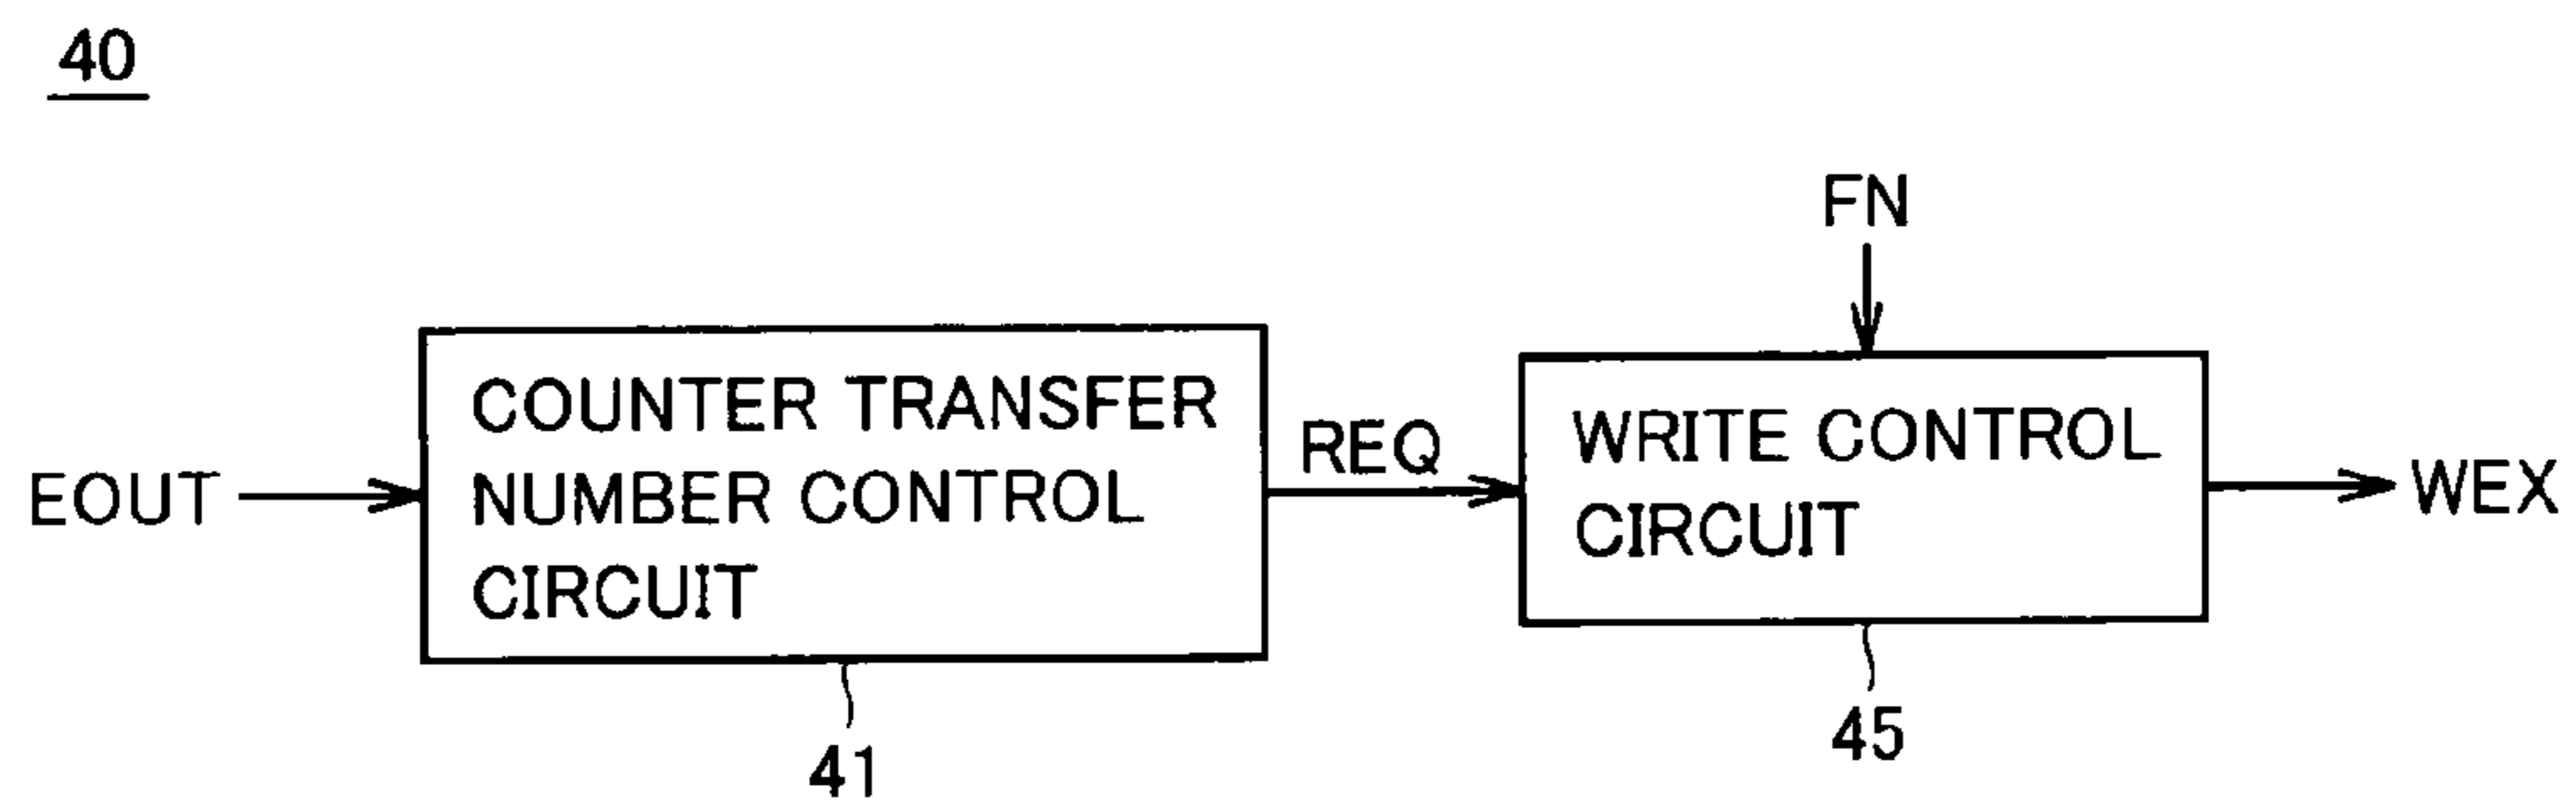 40
FN
COUNTER TRANSFER
NUMBER CONTROL
CIRCUIT
REQ
WRITE CONTROL
CIRCUIT
EOUT
WEX
41
45